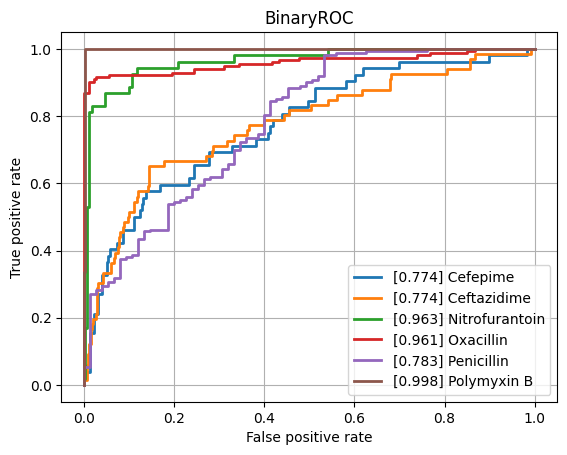 BinaryROC
True positive rate
1.0
0.8
0.6
0.4
0.2
0.0
[0.774] Cefepime
[0.774] Ceftazidime
[0.963] Nitrofurantoin
[0.961] Oxacillin
[0.783] Penicillin
[0.998] Polymyxin B
0.0 0.2 0.4 0.6 0.8 1.0
False positive rate